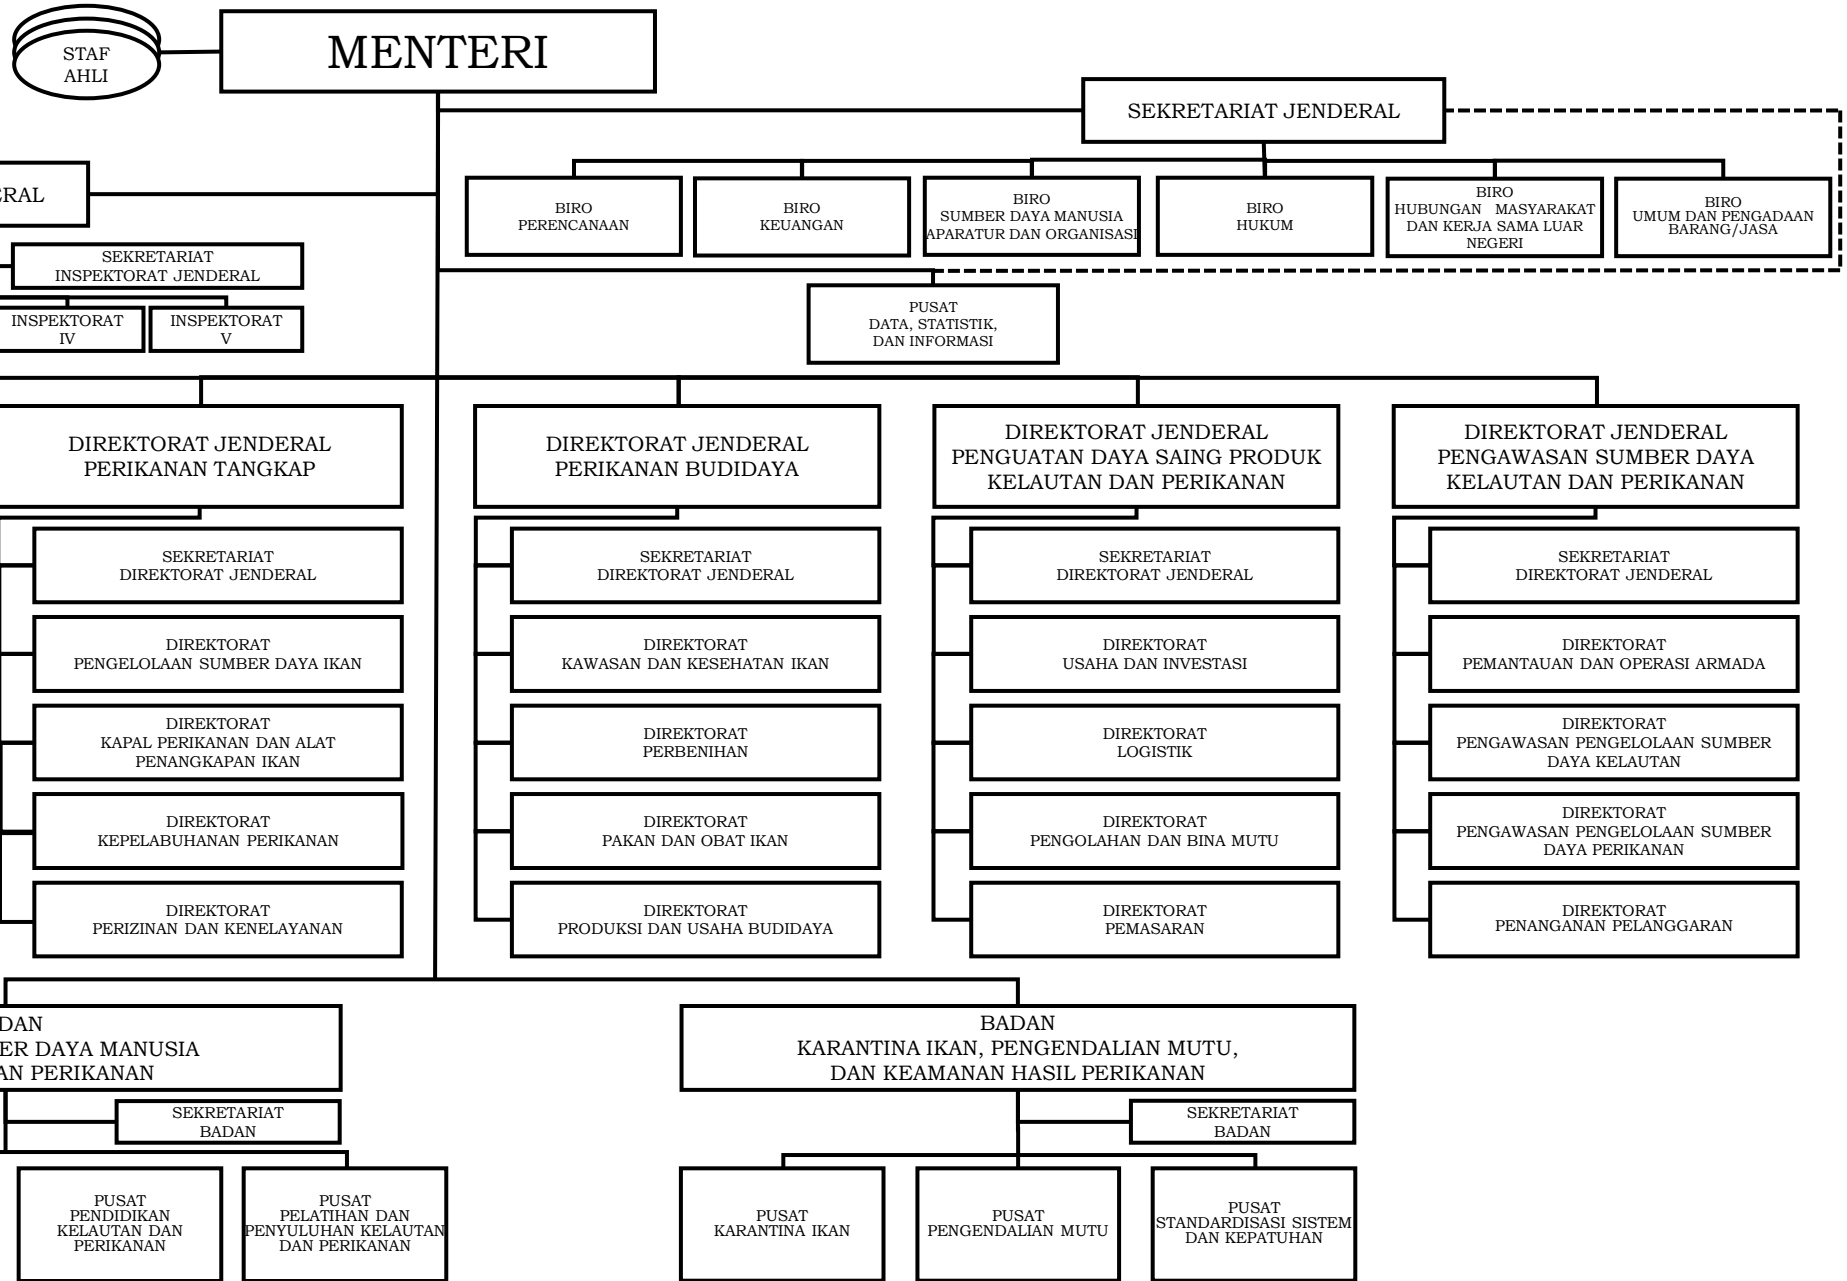 STAF
AHLI
MENTERI
SEKRETARIAT JENDERAL
ERAL
BIRO
PERENCANAAN
BIRO
KEUANGAN
BIRO
SUMBER DAYA MANUSIA
APARATUR DAN ORGANISASI
BIRO
HUKUM
BIRO
HUBUNGAN MASYARAKAT
DAN KERJA SAMA LUAR
NEGERI
BIRO
UMUM DAN PENGADAAN
BARANG/JASA
SEKRETARIAT
INSPEKTORAT JENDERAL
INSPEKTORAT
IV
INSPEKTORAT
V
PUSAT
DATA, STATISTIK,
DAN INFORMASI
DIREKTORAT JENDERAL
PERIKANAN TANGKAP
SEKRETARIAT
DIREKTORAT JENDERAL
DIREKTORAT
PENGELOLAAN SUMBER DAYA IKAN
DIREKTORAT
KAPAL PERIKANAN DAN ALAT
PENANGKAPAN IKAN
DIREKTORAT
KEPELABUHANAN PERIKANAN
DIREKTORAT
PERIZINAN DAN KENELAYANAN
DIREKTORAT JENDERAL
PERIKANAN BUDIDAYA
SEKRETARIAT
DIREKTORAT JENDERAL
DIREKTORAT
KAWASAN DAN KESEHATAN IKAN
DIREKTORAT
PERBENIHAN
DIREKTORAT
PAKAN DAN OBAT IKAN
DIREKTORAT
PRODUKSI DAN USAHA BUDIDAYA
DIREKTORAT JENDERAL
PENGUATAN DAYA SAING PRODUK
KELAUTAN DAN PERIKANAN
SEKRETARIAT
DIREKTORAT JENDERAL
DIREKTORAT
USAHA DAN INVESTASI
DIREKTORAT
LOGISTIK
DIREKTORAT
PENGOLAHAN DAN BINA MUTU
DIREKTORAT
PEMASARAN
DIREKTORAT JENDERAL
PENGAWASAN SUMBER DAYA
KELAUTAN DAN PERIKANAN
SEKRETARIAT
DIREKTORAT JENDERAL
DIREKTORAT
PEMANTAUAN DAN OPERASI ARMADA
DIREKTORAT
PENGAWASAN PENGELOLAAN SUMBER
DAYA KELAUTAN
DIREKTORAT
PENGAWASAN PENGELOLAAN SUMBER
DAYA PERIKANAN
DIREKTORAT
PENANGANAN PELANGGARAN
DAN
ER DAYA MANUSIA
AN PERIKANAN
SEKRETARIAT
BADAN
PUSAT
PENDIDIKAN
KELAUTAN DAN
PERIKANAN
PUSAT
PELATIHAN DAN
PENYULUHAN KELAUTAN
DAN PERIKANAN
BADAN
KARANTINA IKAN, PENGENDALIAN MUTU,
DAN KEAMANAN HASIL PERIKANAN
SEKRETARIAT
BADAN
PUSAT
KARANTINA IKAN
PUSAT
PENGENDALIAN MUTU
PUSAT
STANDARDISASI SISTEM
DAN KEPATUHAN